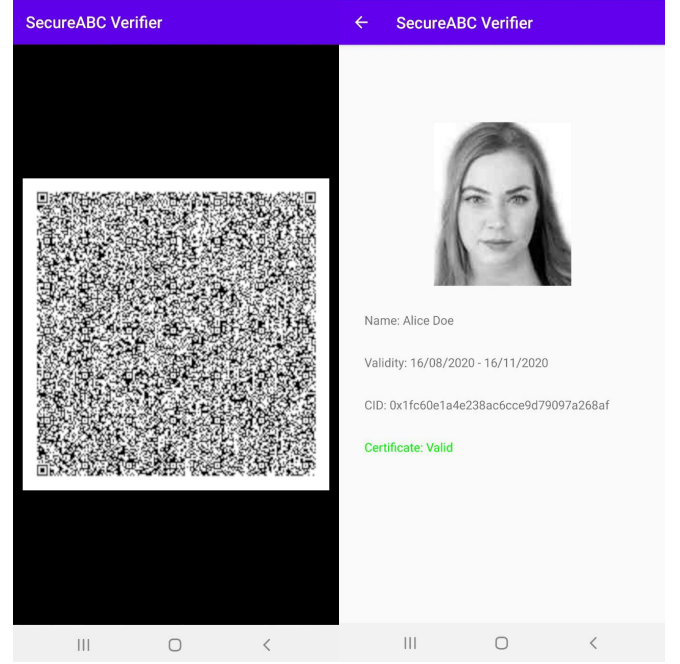 SecureABC Verifier
SecureABC Verifier
Name: Alice Doe
Validity: 16/08/2020 - 16/11/2020
CID: 0x1fc60e1a4e238ac6cce9d79097a268af
Certificate: Valid